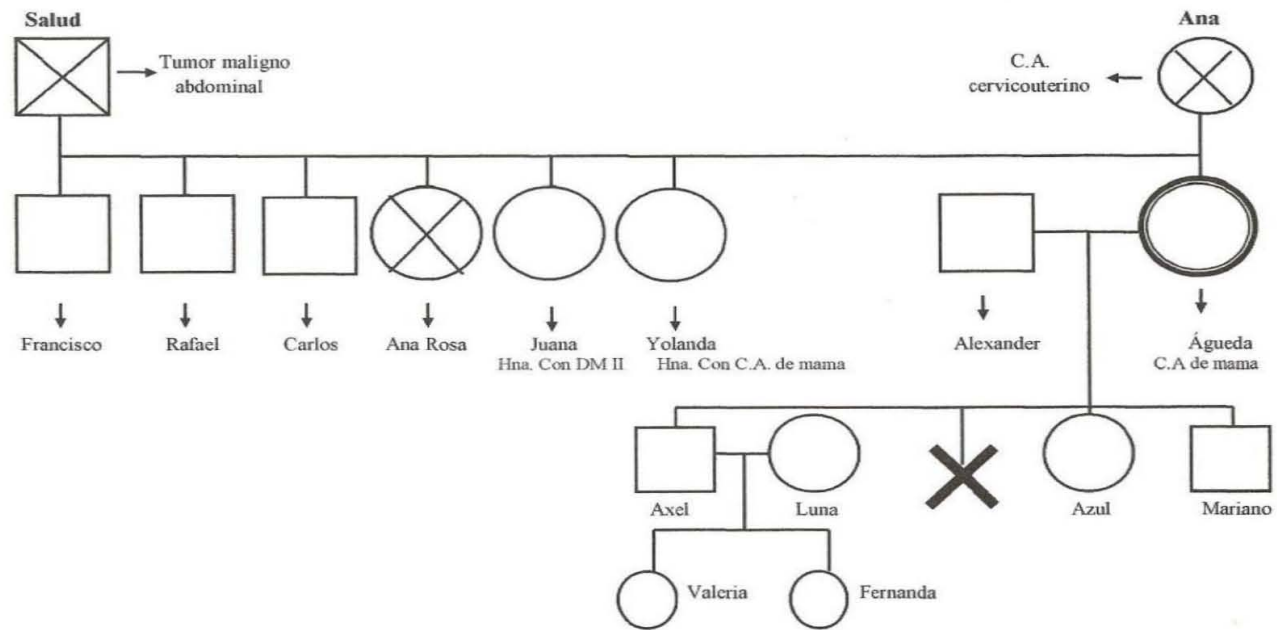 Salud
Ana
Tumor maligno
abdominal
C.A.
cervicouterino
Francisco
Rafael
Carlos
Ana Rosa
Juana
Hna. Con DM II
Yolanda
Hna. Con C.A. de mama
Alexander
Águeda
C.A de mama
Axel
Luna
Azul
Mariano
Valeria
Fernanda